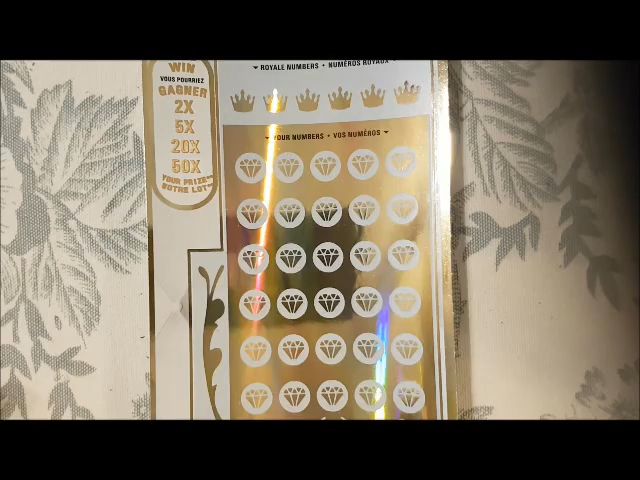 WIN
VOUS POURRIEZ
GAGNER
2X
5X
20X
50X
YOUR PRIZE**
NOTRE LOT**
ROYALE NUMBERS • NUMÉROS ROYAUX
YOUR NUMBERS • VOS NUMÉROS